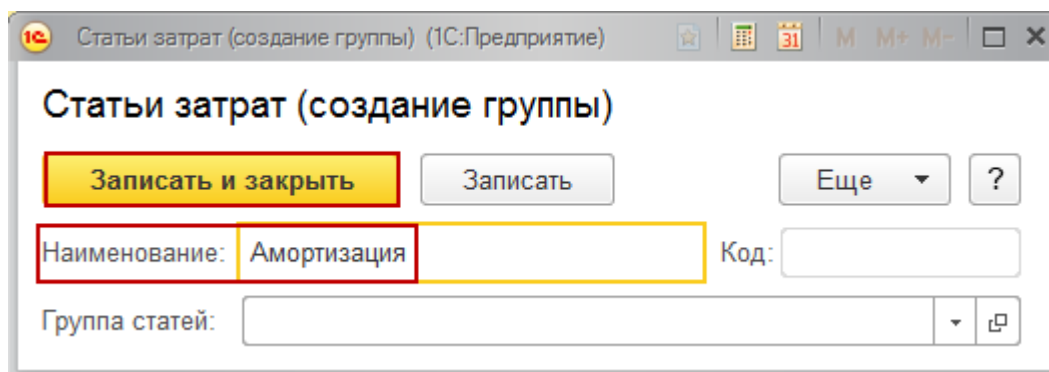 1С Статьи затрат (создание группы) (1С:Предприятие) 31 M M+ M-
Статьи затрат (создание группы)
Записать и закрыть Записать Еще ?
Наименование: Амортизация Код:
Группа статей: